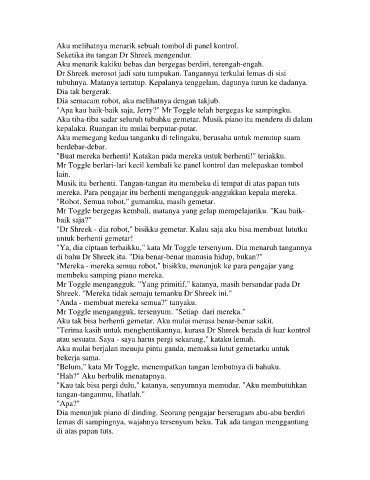 Aku melihatnya menarik sebuah tombol di panel kontrol.
Seketika itu tangan Dr Shreek mengendur.
Aku menarik kakiku bebas dan bergegas berdiri, terengah-engah.
Dr Shreek merosot jadi satu tumpukan. Tangannya terkulai lemas di sisi
tubuhnya. Matanya tertutup. Kepalanya tenggelam, dagunya turun ke dadanya.
Dia tak bergerak.
Dia semacam robot, aku melihatnya dengan takjub.
"Apa kau baik-baik saja, Jerry?" Mr Toggle telah bergegas ke sampingku.
Aku tiba-tiba sadar seluruh tubuhku gemetar. Musik piano itu menderu di dalam
kepalaku. Ruangan itu mulai berputar-putar.
Aku memegang kedua tanganku di telingaku, berusaha untuk menutup suara
berdebar-debar.
"Buat mereka berhenti! Katakan pada mereka untuk berhenti!" teriakku.
Mr Toggle berlari-lari kecil kembali ke panel kontrol dan melepaskan tombol
lain.
Musik itu berhenti. Tangan-tangan itu membeku di tempat di atas papan tuts
mereka. Para pengajar itu berhenti mengangguk-anggukkan kepala mereka.
"Robot. Semua robot," gumamku, masih gemetar.
Mr Toggle bergegas kembali, matanya yang gelap mempelajariku. "Kau baik-
baik saja?"
"Dr Shreek - dia robot," bisikku gemetar. Kalau saja aku bisa membuat lututku
untuk berhenti gemetar!
"Ya, dia ciptaan terbaikku," kata Mr Toggle tersenyum. Dia menaruh tangannya
di bahu Dr Shreek itu. "Dia benar-benar manusia hidup, bukan?"
"Mereka - mereka semua robot," bisikku, menunjuk ke para pengajar yang
membeku samping piano mereka.
Mr Toggle mengangguk. "Yang primitif," katanya, masih bersandar pada Dr
Shreek. "Mereka tidak semaju temanku Dr Shreek ini."
"Anda - membuat mereka semua?" tanyaku.
Mr Toggle mengangguk, tersenyum. "Setiap  dari mereka."
Aku tak bisa berhenti gemetar. Aku mulai merasa benar-benar sakit.
"Terima kasih untuk menghentikannya, kurasa Dr Shreek berada di luar kontrol
atau sesuatu. Saya - saya harus pergi sekarang," kataku lemah.
Aku mulai berjalan menuju pintu ganda, memaksa lutut gemetarku untuk
bekerja sama.
"Belum," kata Mr Toggle, menempatkan tangan lembutnya di bahuku.
"Hah?" Aku berbalik menatapnya.
"Kau tak bisa pergi dulu," katanya, senyumnya memudar. "Aku membutuhkan
tangan-tanganmu, lihatlah."
"Apa?"
Dia menunjuk piano di dinding. Seorang pengajar berseragam abu-abu berdiri
lemas di sampingnya, wajahnya tersenyum beku. Tak ada tangan menggantung
di atas papan tuts.